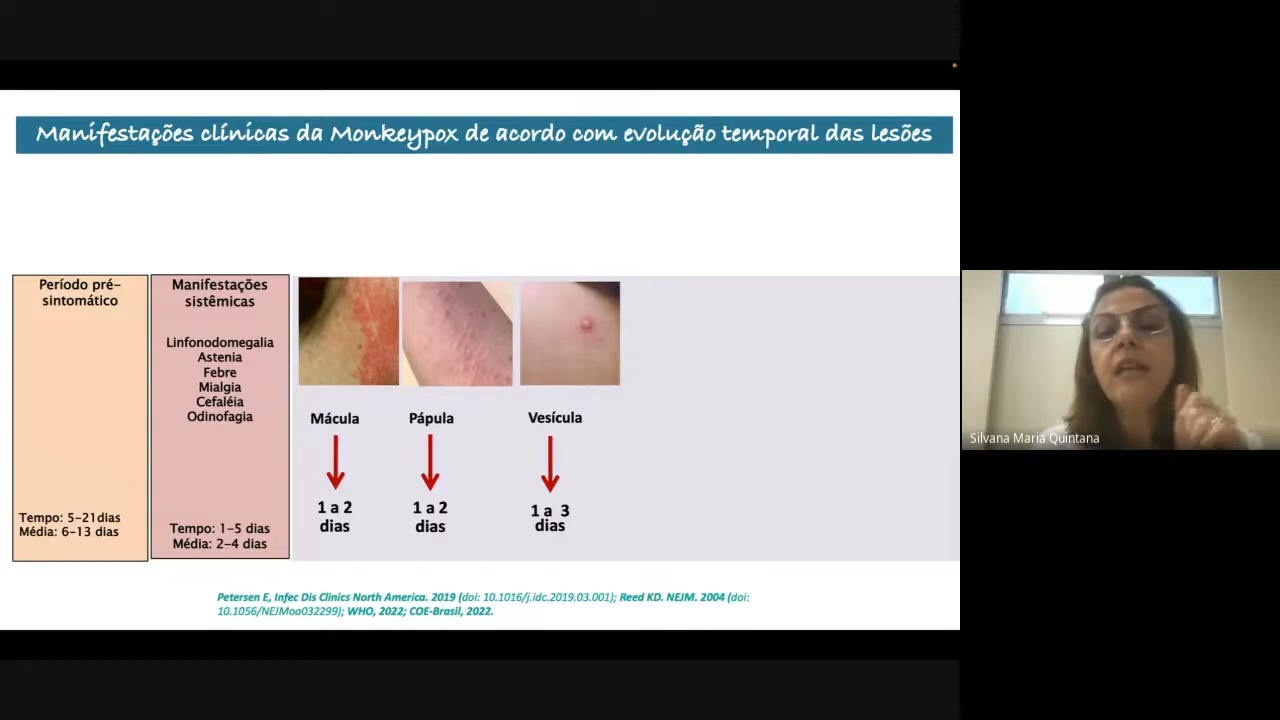 Manifestações clínicas da Monkeypox de acordo com evolução temporal das lesões
Período pré-
sintomático
Tempo: 5-21dias
Média: 6-13 dias
Manifestações
sistêmicas
Linfonodomegalia
Astenia
Febre
Mialgia
Cefaléia
Odinofagia
Tempo: 1-5 dias
Média: 2-4 dias
Mácula
1 a 2
dias
Pápula
1 a 2
dias
Vesícula
1 a 3
dias
Petersen E, Infec Dis Clinics North America. 2019 (doi: 10.1016/j.idc.2019.03.001); Reed KD. NEJM. 2004 (doi:
10.1056/NEJMoa032299); WHO, 2022; COE-Brasil, 2022.
Silvana Maria Quintana